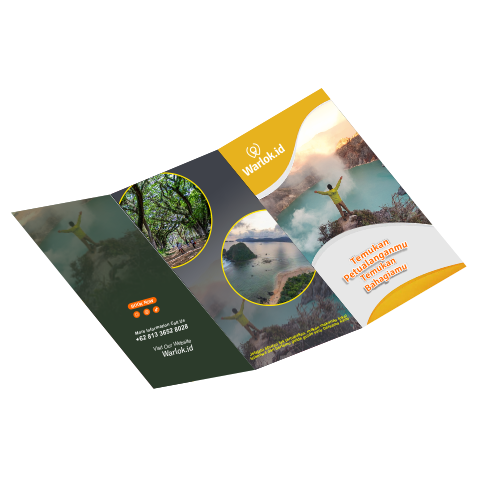 Book Now
More Information Call Us
+62 813 3652 8028
Visit Our Website
Warlok.id
Warlok.id
Temukan
Petualanganmu
Temukan
Bahagiamu